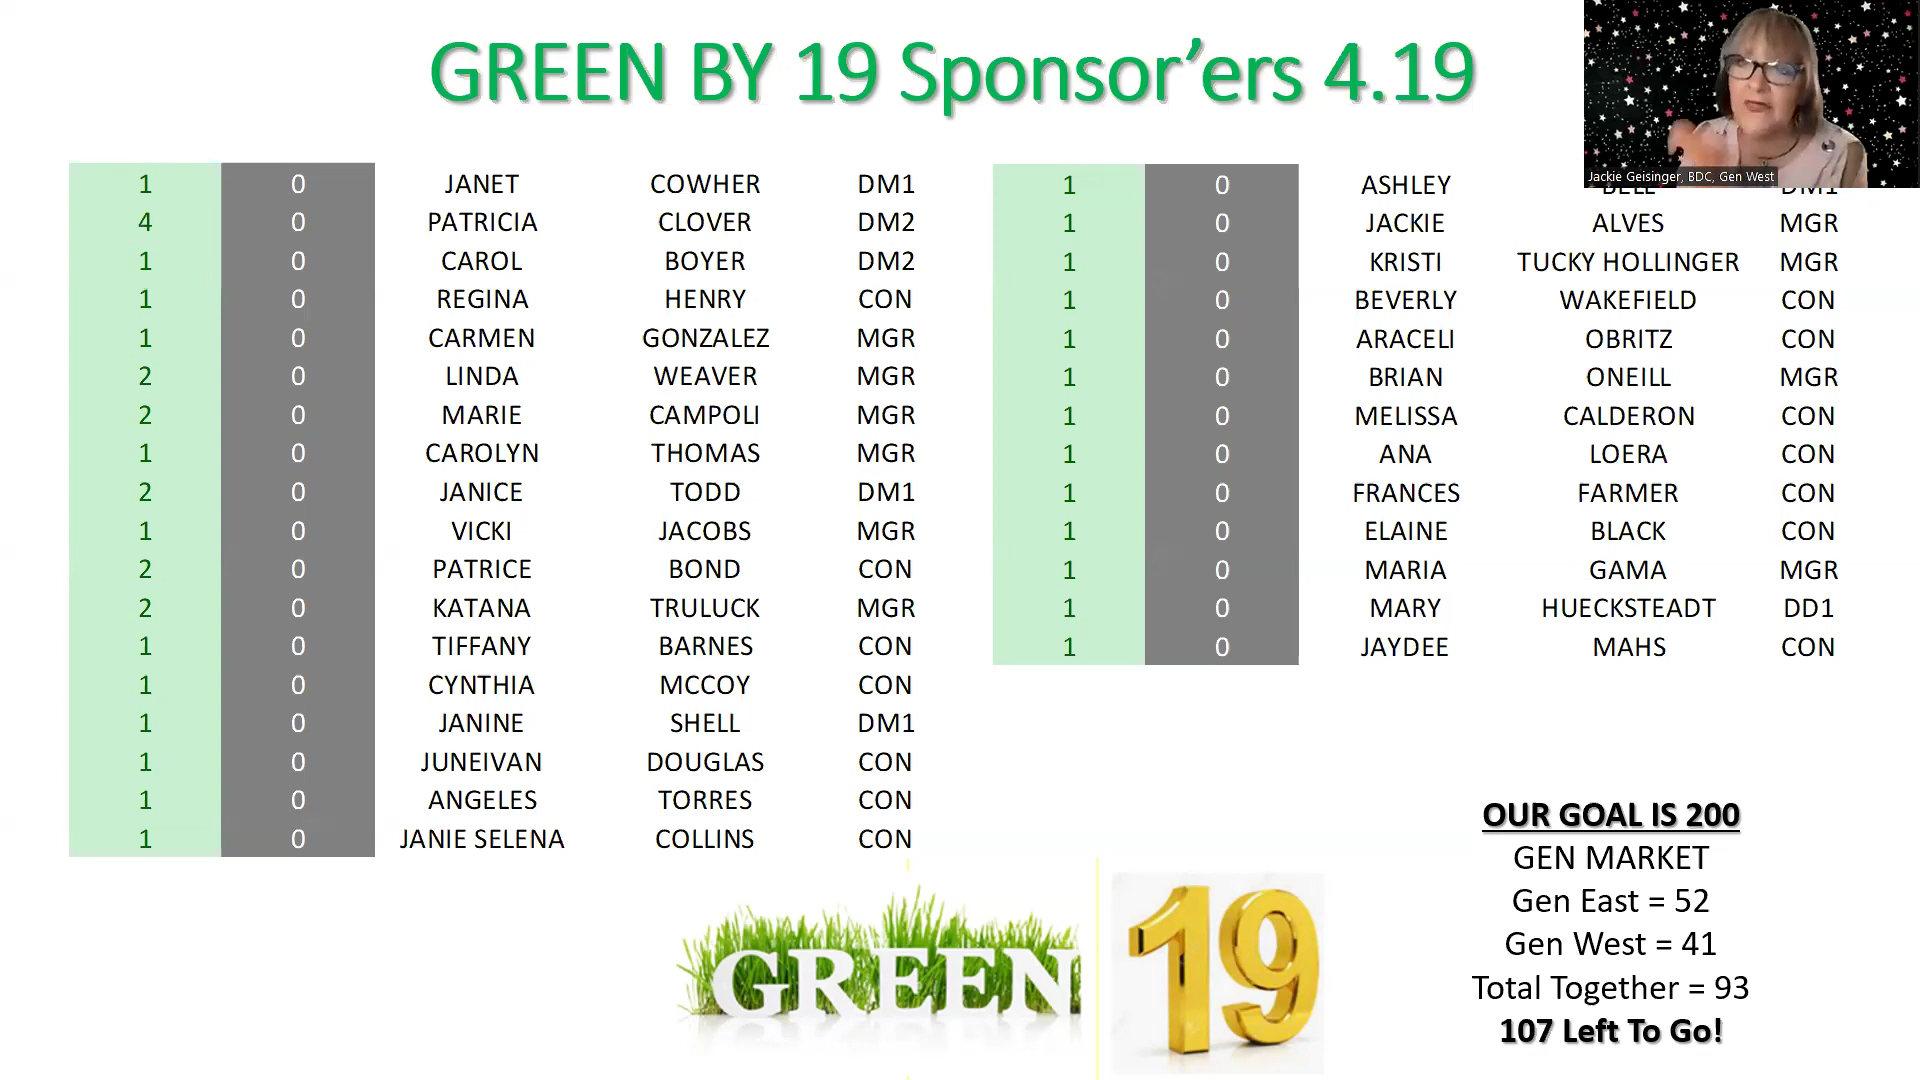 GREEN BY 19 Sponsor’ers 4.19
Jackie Geisinger, BDC, Gen West
1 0 JANET COWHER DM1
4 0 PATRICIA CLOVER DM2
1 0 CAROL BOYER DM2
1 0 REGINA HENRY CON
1 0 CARMEN GONZALEZ MGR
2 0 LINDA WEAVER MGR
2 0 MARIE CAMPOLI MGR
1 0 CAROLYN THOMAS MGR
2 0 JANICE TODD DM1
1 0 VICKI JACOBS MGR
2 0 PATRICE BOND CON
2 0 KATANA TRULUCK MGR
1 0 TIFFANY BARNES CON
1 0 CYNTHIA MCCOY CON
1 0 JANINE SHELL DM1
1 0 JUNEIVAN DOUGLAS CON
1 0 ANGELES TORRES CON
1 0 JANIE SELENA COLLINS CON
1 0 ASHLEY BELL DM1
1 0 JACKIE ALVES MGR
1 0 KRISTI TUCKY HOLLINGER MGR
1 0 BEVERLY WAKEFIELD CON
1 0 ARACELI OBRITZ CON
1 0 BRIAN ONEILL MGR
1 0 MELISSA CALDERON CON
1 0 ANA LOERA CON
1 0 FRANCES FARMER CON
1 0 ELAINE BLACK CON
1 0 MARIA GAMA MGR
1 0 MARY HUECKSTEADT DD1
1 0 JAYDEE MAHS CON
GREEN 19
OUR GOAL IS 200
GEN MARKET
Gen East = 52
Gen West = 41
Total Together = 93
107 Left To Go!